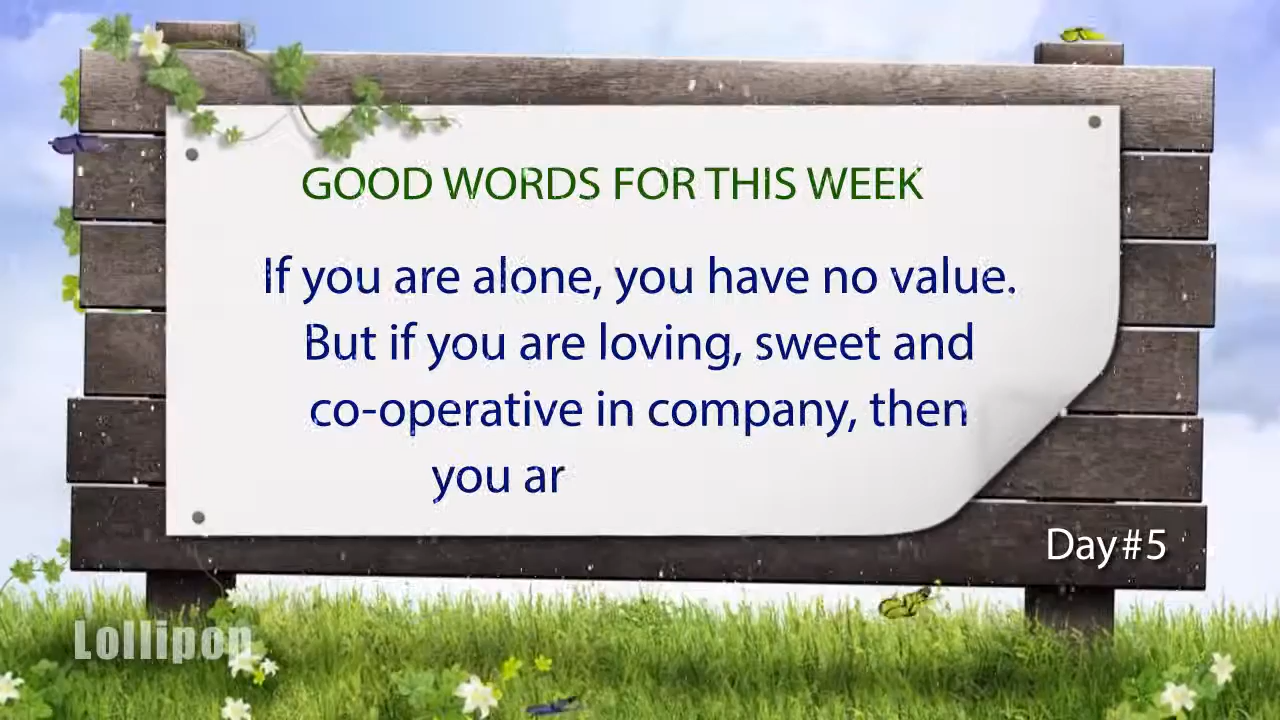 GOOD WORDS FOR THIS WEEK
If you are alone, you have no value.
But if you are loving, sweet and
co-operative in company, then
you ar
Day#5
Lollipop